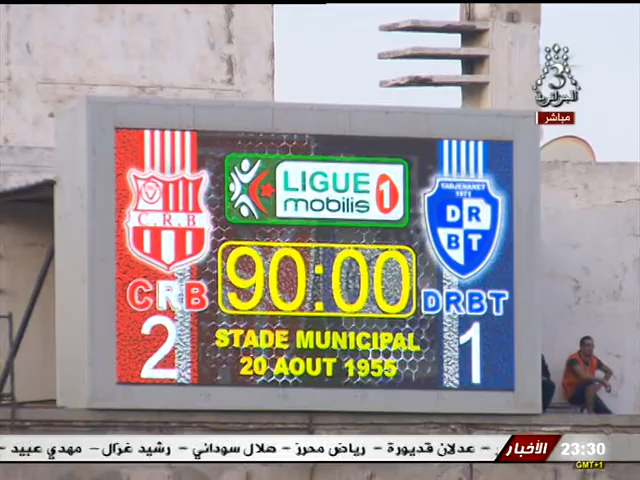 3
الجزائرية
مباشر
LIGUE 1
mobilis
C.R.B
TADJENANET
1971
DR
BT
90:00
CRB
DRBT
2
1
STADE MUNICIPAL
20 AOUT 1955
عدلان قديورة - رياض محرز - هلال سوداني - رشيد غزال - مهدي عبيد
الأخبار
23:30
GMT+1